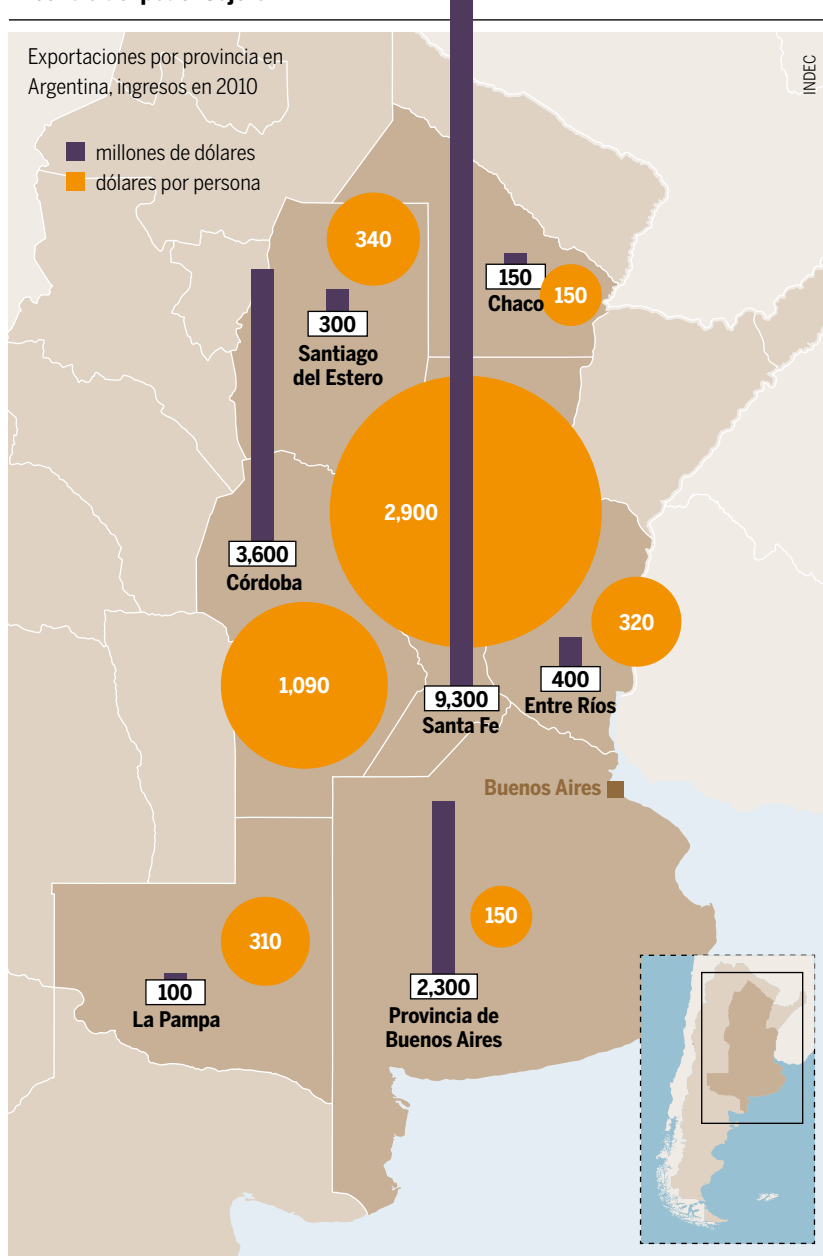 Exportaciones por provincia en
Argentina, ingresos en 2010
INDEC
millones de dólares
dólares por persona
340
150
Chaco
150
300
Santiago
del Estero
2,900
3,600
Córdoba
320
1,090
400
Entre Ríos
9,300
Santa Fe
Buenos Aires
150
310
100
La Pampa
2,300
Provincia de
Buenos Aires